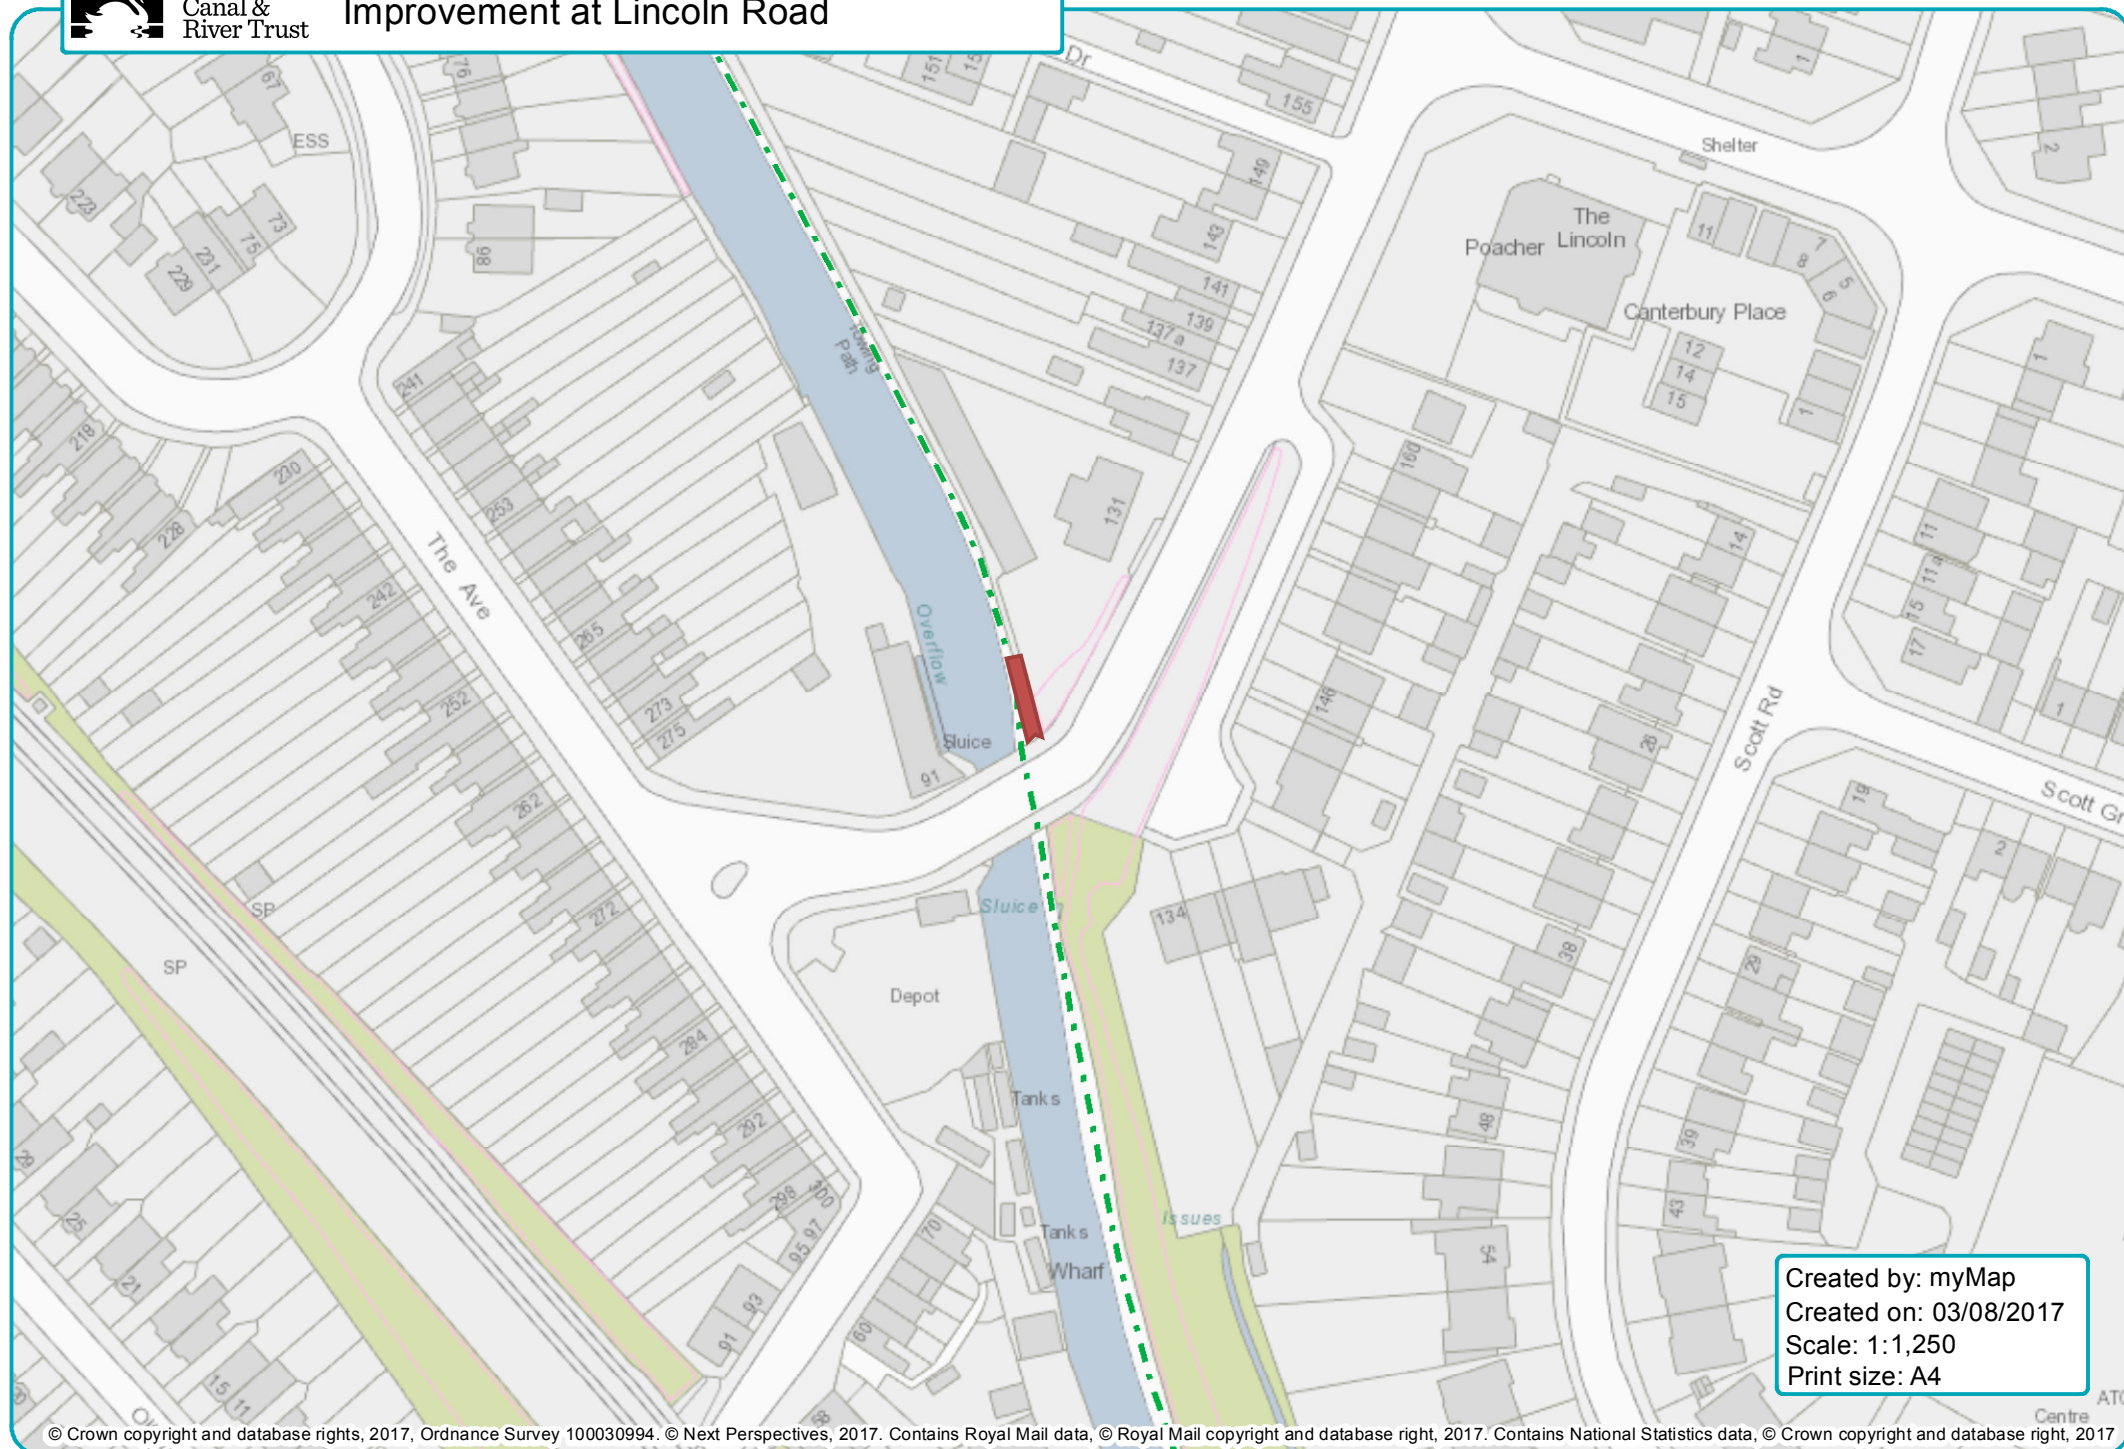 Canal &
River Trust
Improvement at Lincoln Road
67
76
151
Dr
155
1
2
ESS
Shelter
149
223
73
75
231
229
86
143
The
Lincoln
Poacher
11
7
8
5
6
141
139
137 a
137
Canterbury Place
Towing
Path
12
14
15
1
1
241
218
230
253
228
160
131
14
11
11a
15
17
The Ave
242
265
Overflow
252
273
275
146
26
Scott Rd
1
Sluice
91
262
19
Scott Gr
2
SP
272
Sluice
134
38
29
SP
Depot
284
Tanks
292
48
39
29
298
300
Issues
43
25
95 97
70
Tanks
54
Wharf
21
93
91
60
15
11
58
Created by: myMap
Created on: 03/08/2017
Scale: 1:1,250
Print size: A4
Centre
© Crown copyright and database rights, 2017, Ordnance Survey 100030994. © Next Perspectives, 2017. Contains Royal Mail data, © Royal Mail copyright and database right, 2017. Contains National Statistics data, © Crown copyright and database right, 2017